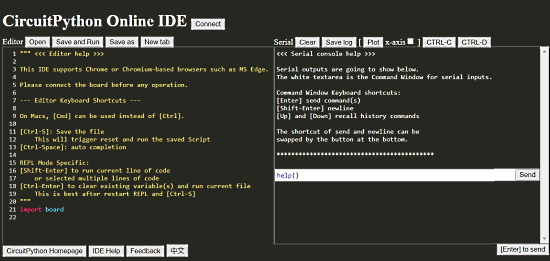 CircuitPython Online IDE Connect
Editor Open Save and Run Save as New tab
1 """ <<< Editor help >>>
2
3 This IDE supports Chrome or Chromium-based browsers such as MS Edge.
4
5 Please connect the board before any operation.
6
7 --- Editor Keyboard Shortcuts ---
8
9 On Macs, [Cmd] can be used instead of [Ctrl].
10
11 [Ctrl-S]: Save the file
12 This will trigger reset and run the saved Script
13 [Ctrl-Space]: auto completion
14
15 REPL Mode Specific:
16 [Shift-Enter] to run current line of code
17 or selected multiple lines of code
18 [Ctrl-Enter] to clear existing variable(s) and run current file
19 This is best after restart REPL and [Ctrl-S]
20 """
21 import board
22
CircuitPython Homepage IDE Help Feedback 中文
Serial Clear Save log [ Plot x-axis ] CTRL-C CTRL-D
<<< Serial console help >>>
Serial outputs are going to show below.
The white textarea is the Command Window for serial inputs.
Command Window Keyboard shortcuts:
[Enter] send command(s)
[Shift-Enter] newline
[Up] and [Down] recall history commands
The shortcut of send and newline can be
swapped by the button at the bottom.
*******************************************
help() Send
[Enter] to send